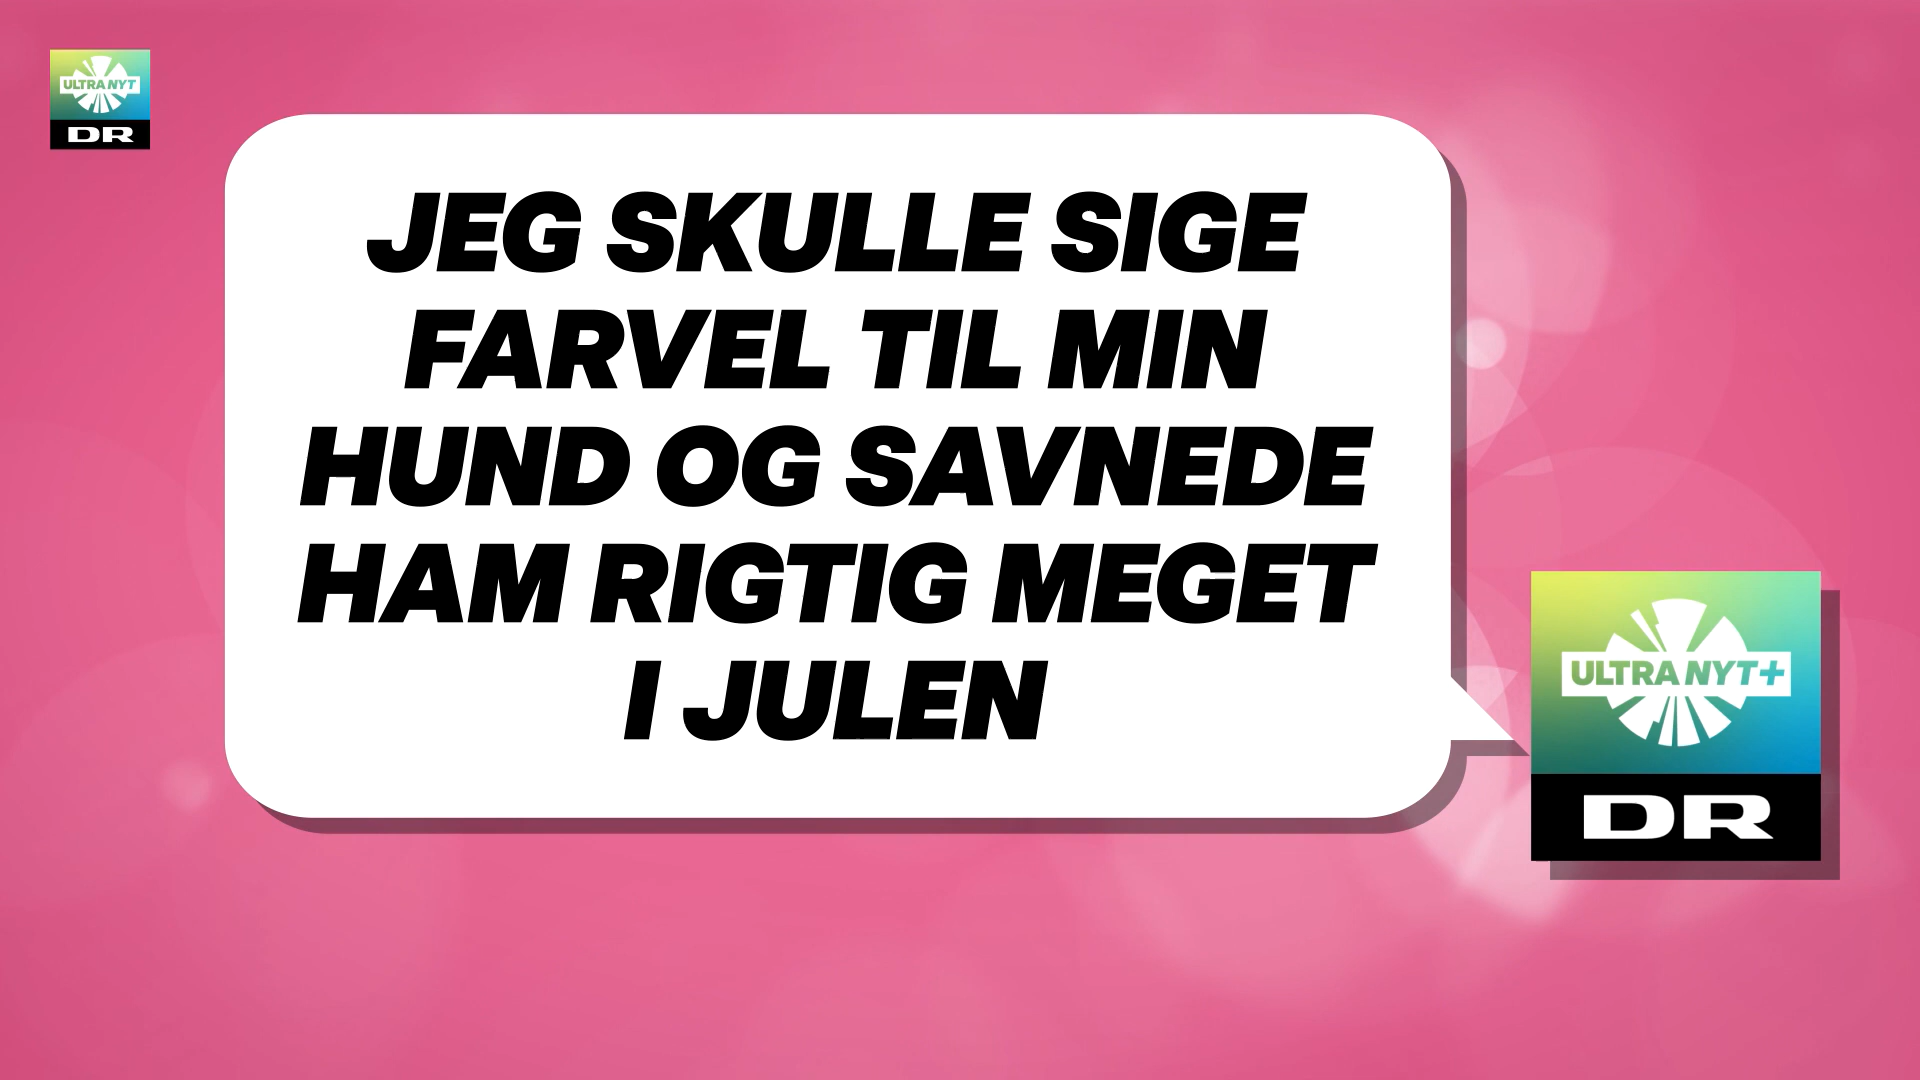 ULTRA NYT
DR
JEG SKULLE SIGE
FARVEL TIL MIN
HUND OG SAVNEDE
HAM RIGTIG MEGET
I JULEN
ULTRA NYT+
DR